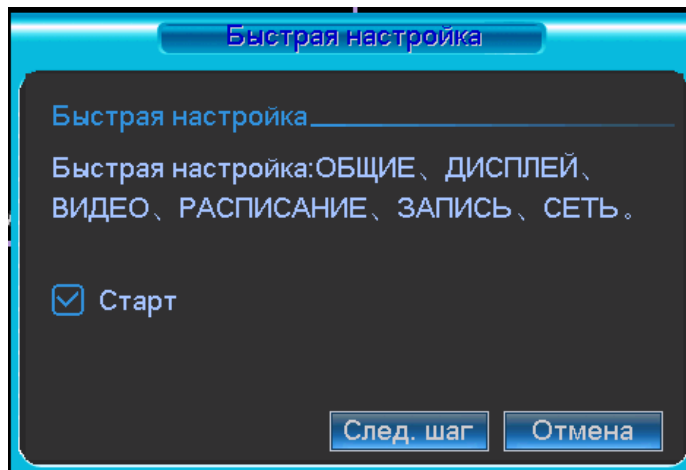 Быстрая настройка
Быстрая настройка
Быстрая настройка:ОБЩИЕ、ДИСПЛЕЙ、
ВИДЕО、РАСПИСАНИЕ、ЗАПИСЬ、СЕТЬ。
Старт
След. шаг Отмена